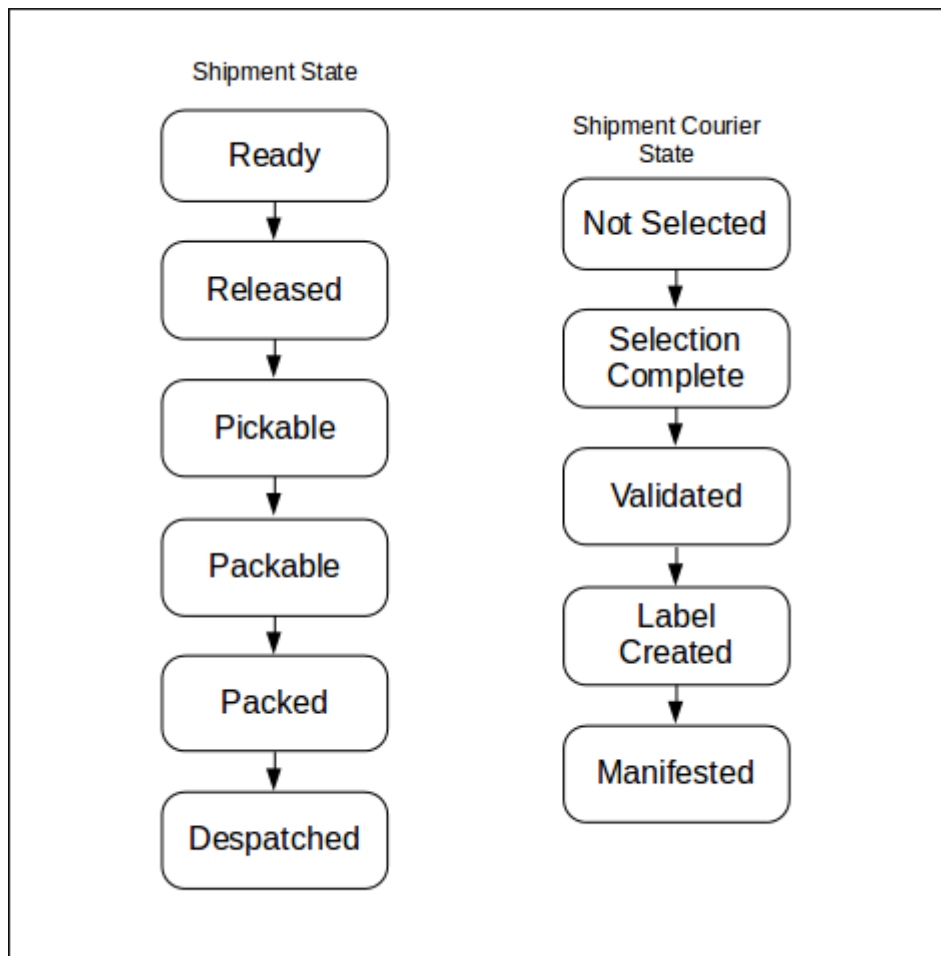 Shipment State
Ready
Released
Pickable
Packable
Packed
Despatched
Shipment Courier
State
Not Selected
Selection
Complete
Validated
Label
Created
Manifested